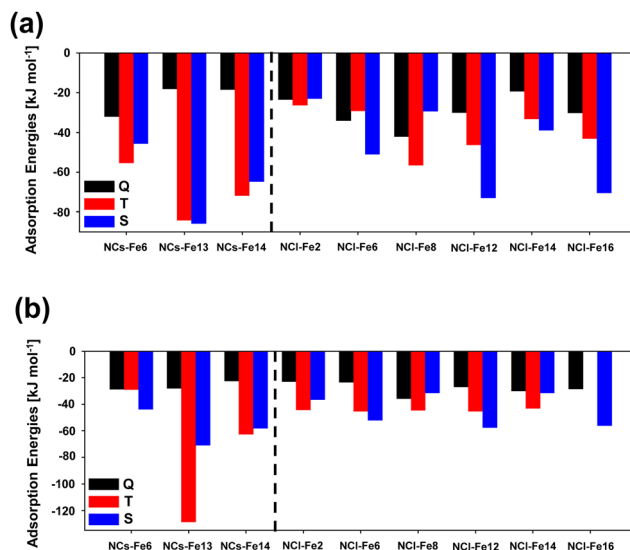 (a)
Adsorption Energies [kJ mol⁻¹]
0
-20
-40
-60
-80
Q
T
S
NCs-Fe6 NCs-Fe13 NCs-Fe14 NCl-Fe2 NCl-Fe6 NCl-Fe8 NCl-Fe12 NCl-Fe14 NCl-Fe16
(b)
Adsorption Energies [kJ mol⁻¹]
0
-20
-40
-60
-80
-100
-120
Q
T
S
NCs-Fe6 NCs-Fe13 NCs-Fe14 NCl-Fe2 NCl-Fe6 NCl-Fe8 NCl-Fe12 NCl-Fe14 NCl-Fe16